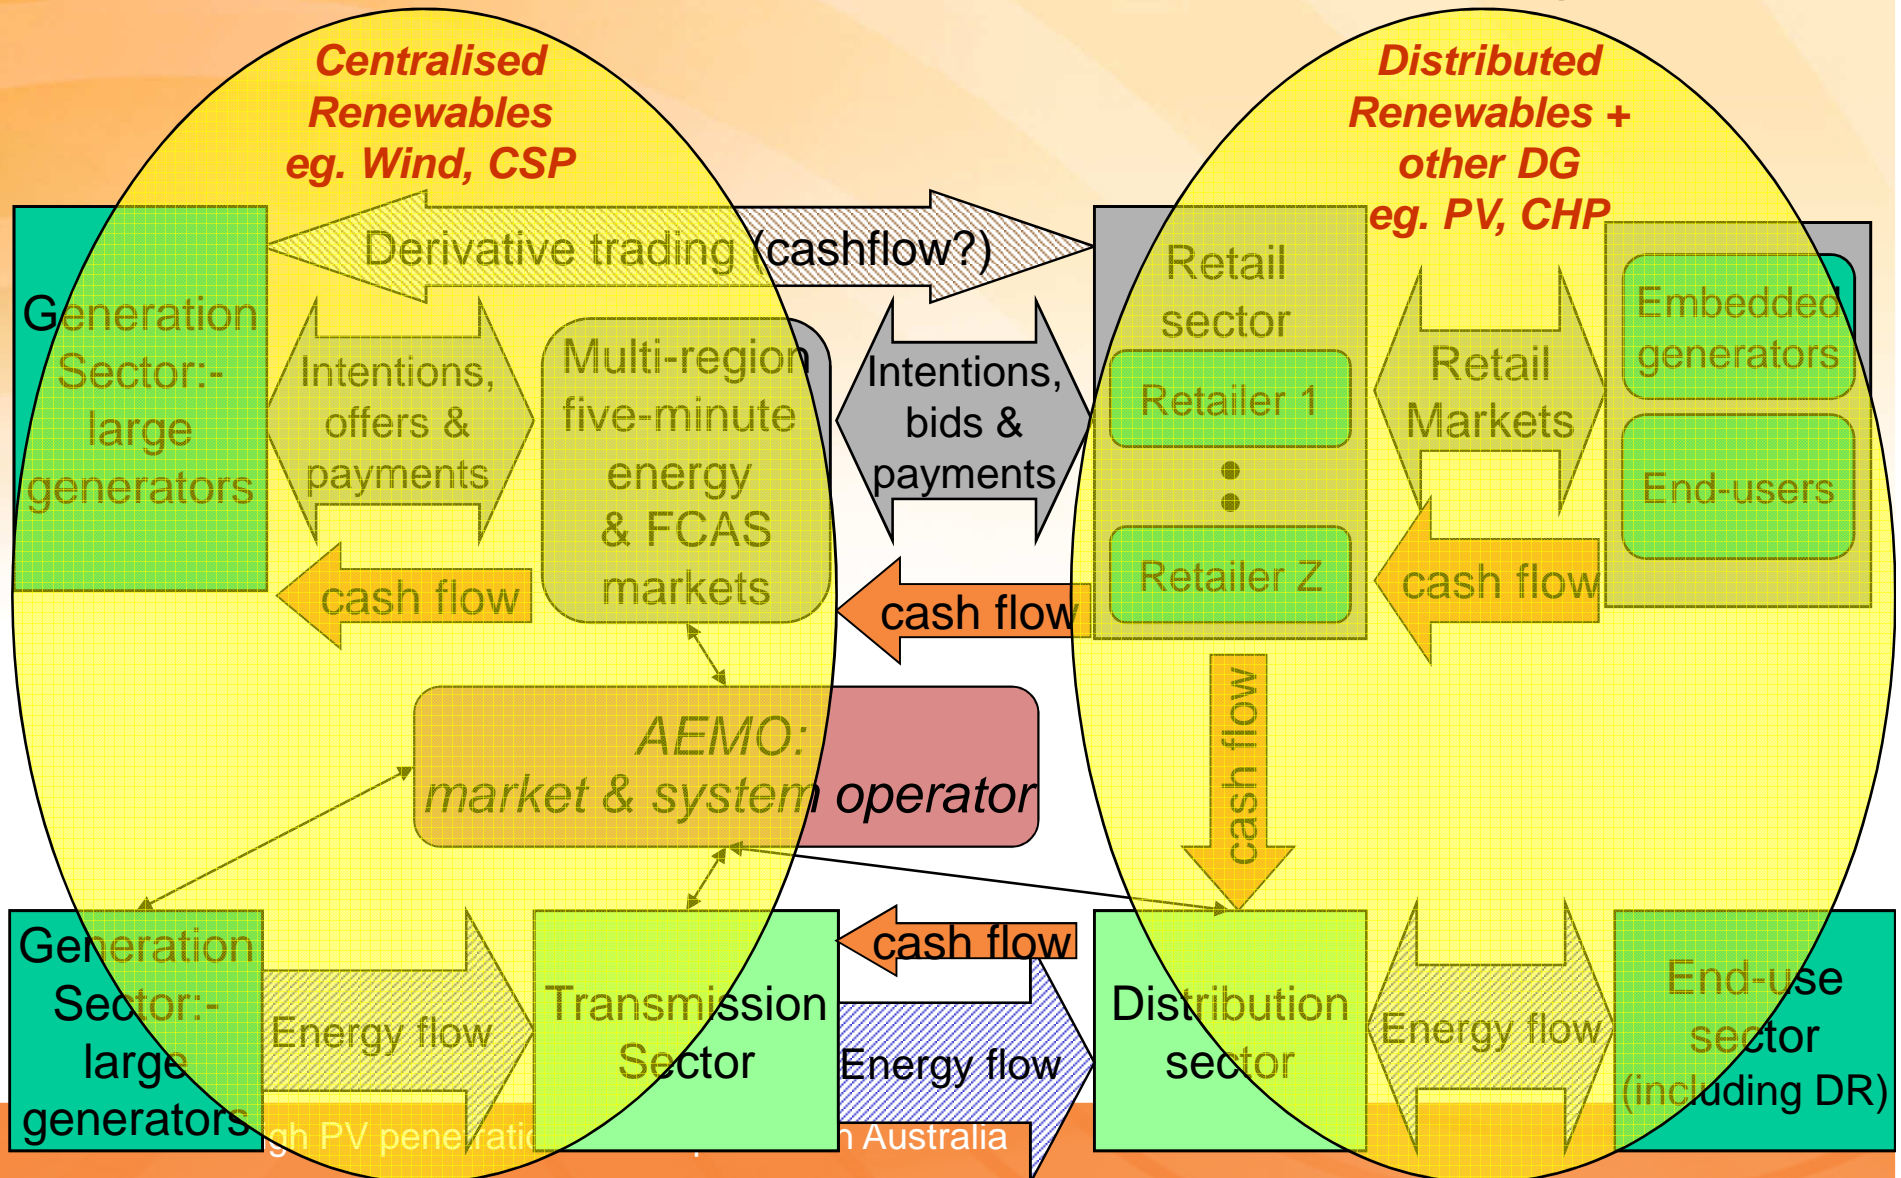 Centralised
Renewables
eg. Wind, CSP
Distributed
Renewables +
other DG
eg. PV, CHP
Derivative trading (cashflow?)
Generation
Sector:-
large
generators
Intentions,
offers &
payments
Multi-region
five-minute
energy
& FCAS
markets
Intentions,
bids &
payments
Retail
sector
Retailer 1
Retailer Z
Retail
Markets
Embedded
generators
End-users
cash flow
cash flow
cash flow
cash flow
AEMO:
market & system operator
Generation
Sector:-
large
generators
Energy flow
Transmission
Sector
cash flow
Energy flow
Distribution
sector
Energy flow
End-use
sector
(including DR)
PV Australia